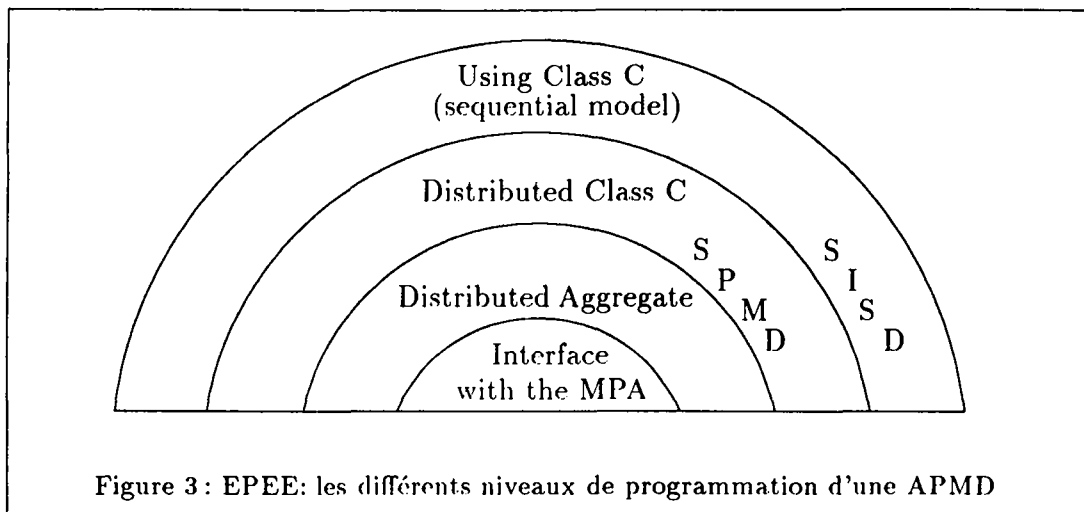 Using Class C
(sequential model)
Distributed Class C
S
P
M
D
S
I
S
D
Distributed Aggregate
Interface
with the MPA
Figure 3 : EPEE: les différents niveaux de programmation d'une APMD